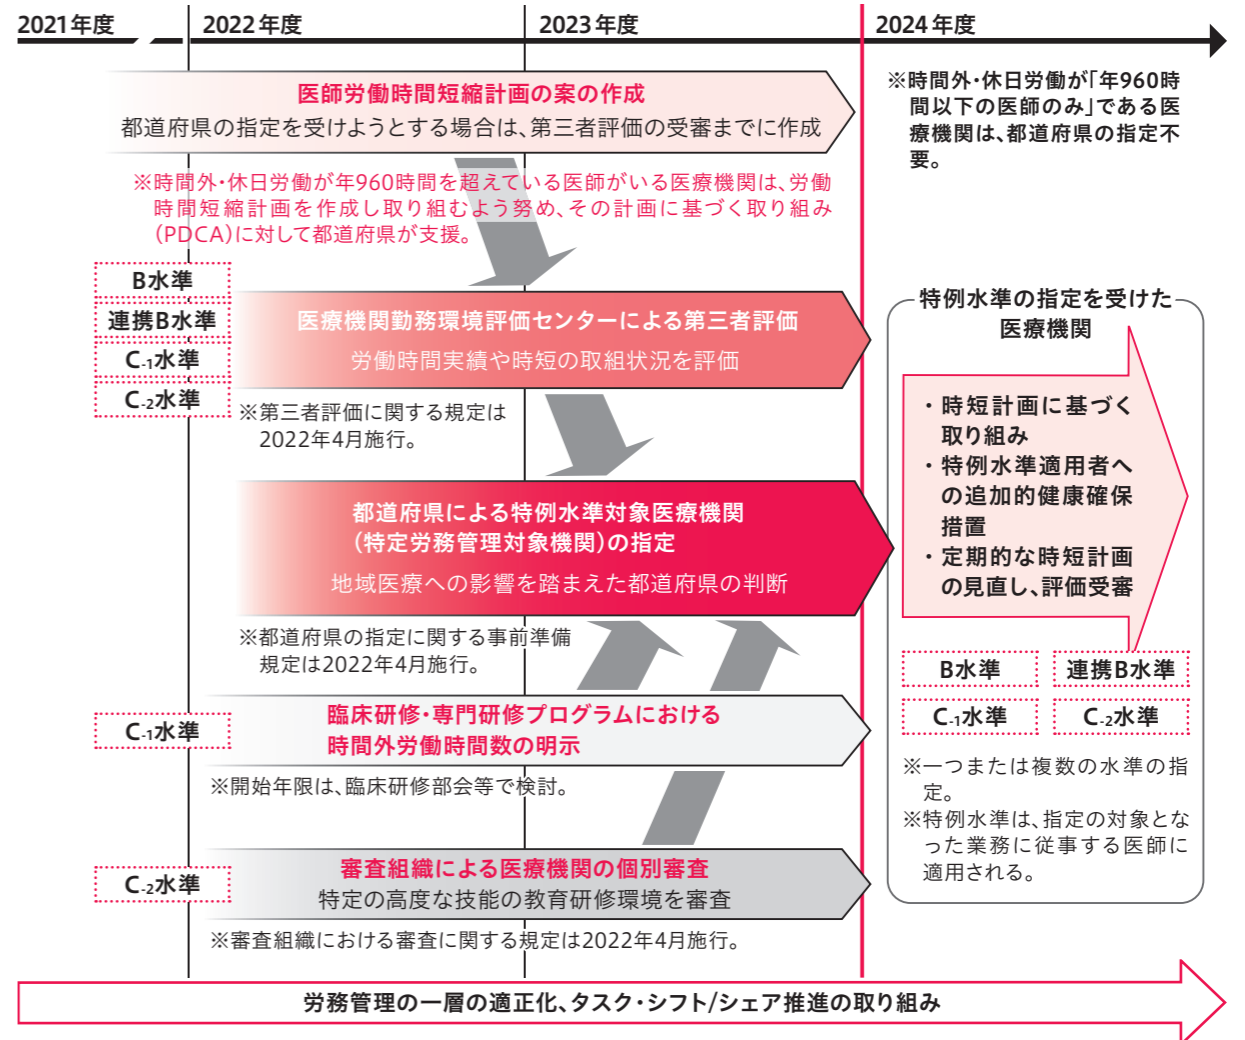 2021年度
2022年度
2023年度
2024年度
医師労働時間短縮計画の案の作成
都道府県の指定を受けようとする場合は、第三者評価の受審までに作成
※時間外・休日労働が年960時間を超えている医師がいる医療機関は、労働
時間短縮計画を作成し取り組むよう努め、その計画に基づく取り組み
（PDCA）に対して都道府県が支援。
※時間外・休日労働が「年960時
間以下の医師のみ」である医
療機関は、都道府県の指定不
要。
B水準
連携B水準
C-1水準
C-2水準
医療機関勤務環境評価センターによる第三者評価
労働時間実績や時短の取組状況を評価
※第三者評価に関する規定は
2022年4月施行。
都道府県による特例水準対象医療機関
（特定労務管理対象機関）の指定
地域医療への影響を踏まえた都道府県の判断
※都道府県の指定に関する事前準備
規定は2022年4月施行。
C-1水準
臨床研修・専門研修プログラムにおける
時間外労働時間数の明示
※開始年限は、臨床研修部会等で検討。
C-2水準
審査組織による医療機関の個別審査
特定の高度な技能の教育研修環境を審査
※審査組織における審査に関する規定は2022年4月施行。
特例水準の指定を受けた
医療機関
・時短計画に基づく
取り組み
・特例水準適用者へ
の追加的健康確保
措置
・定期的な時短計画
の見直し、評価受審
B水準
連携B水準
C-1水準
C-2水準
※一つまたは複数の水準の指
定。
※特例水準は、指定の対象とな
った業務に従事する医師に
適用される。
労務管理の一層の適正化、タスク・シフト/シェア推進の取り組み